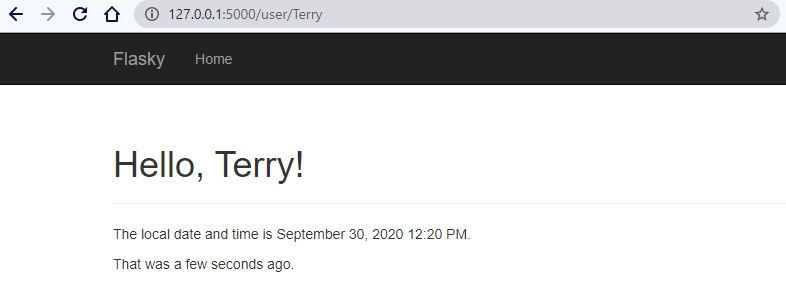 127.0.0.1:5000/user/Terry
Flasky Home
Hello, Terry!
The local date and time is September 30, 2020 12:20 PM.
That was a few seconds ago.